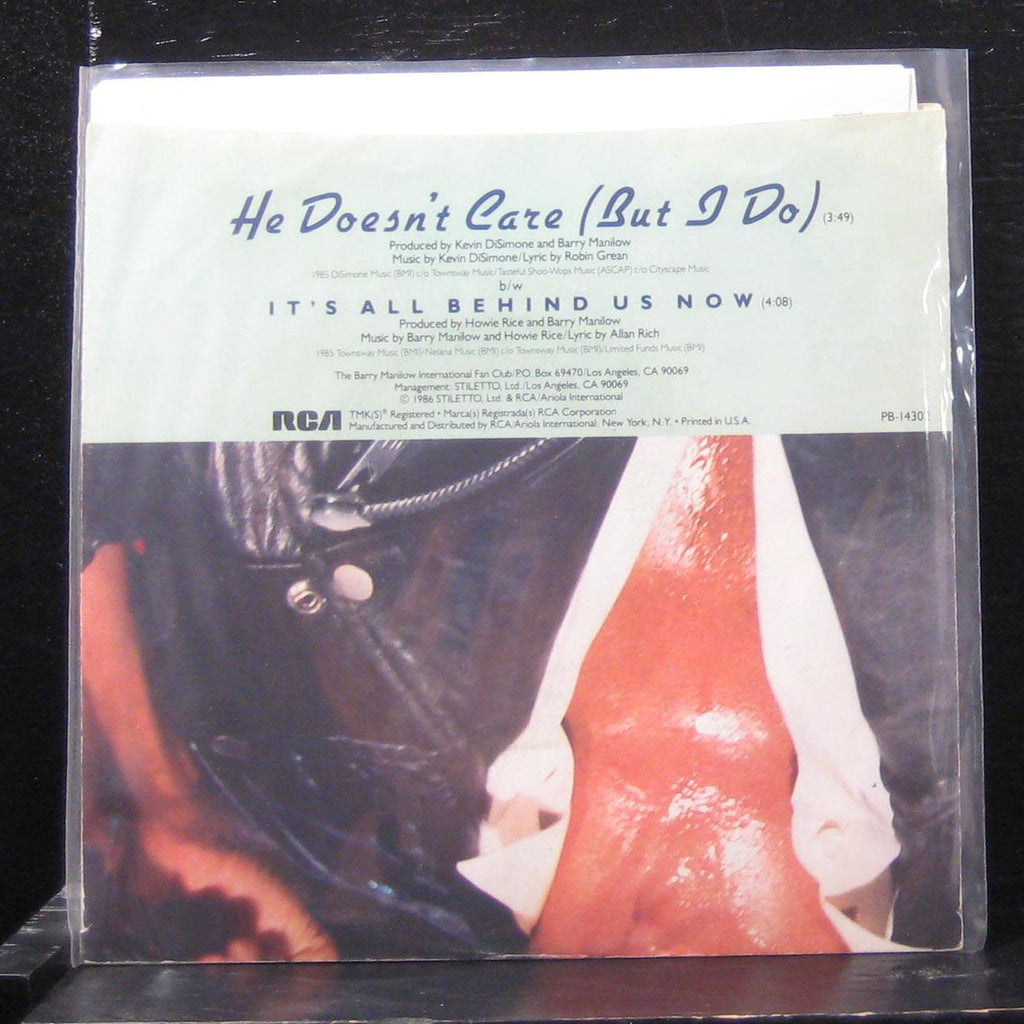 He Doesn't Care (But I Do) (3:49)
Produced by Kevin DiSimone and Barry Manilow
Music by Kevin DiSimone/Lyric by Robin Grean
1985 DiSimone Music (BMI) c/o Townsway Music/Tasteful Shoo-Wops Music (ASCAP) c/o Cityscape Music
b/w
IT'S ALL BEHIND US NOW (4:08)
Produced by Howie Rice and Barry Manilow
Music by Barry Manilow and Howie Rice/Lyric by Allan Rich
1985 Townsway Music (BMI)/Nelana Music (BMI) c/o Townsway Music (BMI)/Limited Funds Music (BMI)
The Barry Manilow International Fan Club/P.O. Box 69470/Los Angeles, CA 90069
Management: STILETTO, Ltd./Los Angeles, CA 90069
© 1986 STILETTO, Ltd. & RCA/Ariola International
RCA TMK(S)® Registered • Marca(s) Registrada(s) RCA Corporation
Manufactured and Distributed by RCA/Ariola International, New York, N.Y. • Printed in U.S.A.
PB-14302